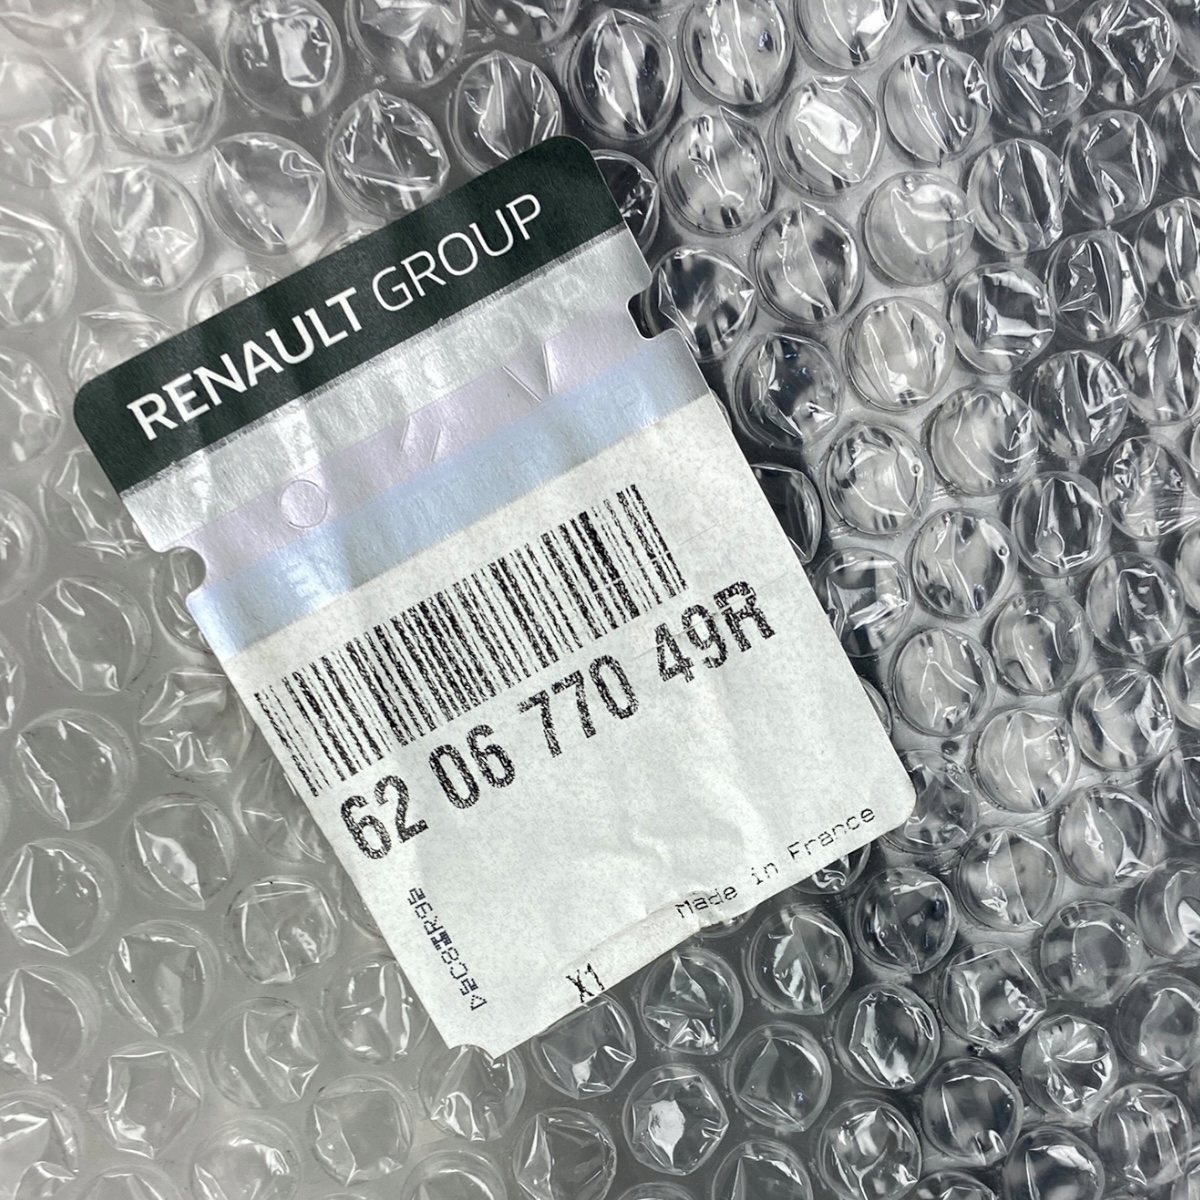 RENAULT GROUP
62 06 770 49R
Made in France
X1